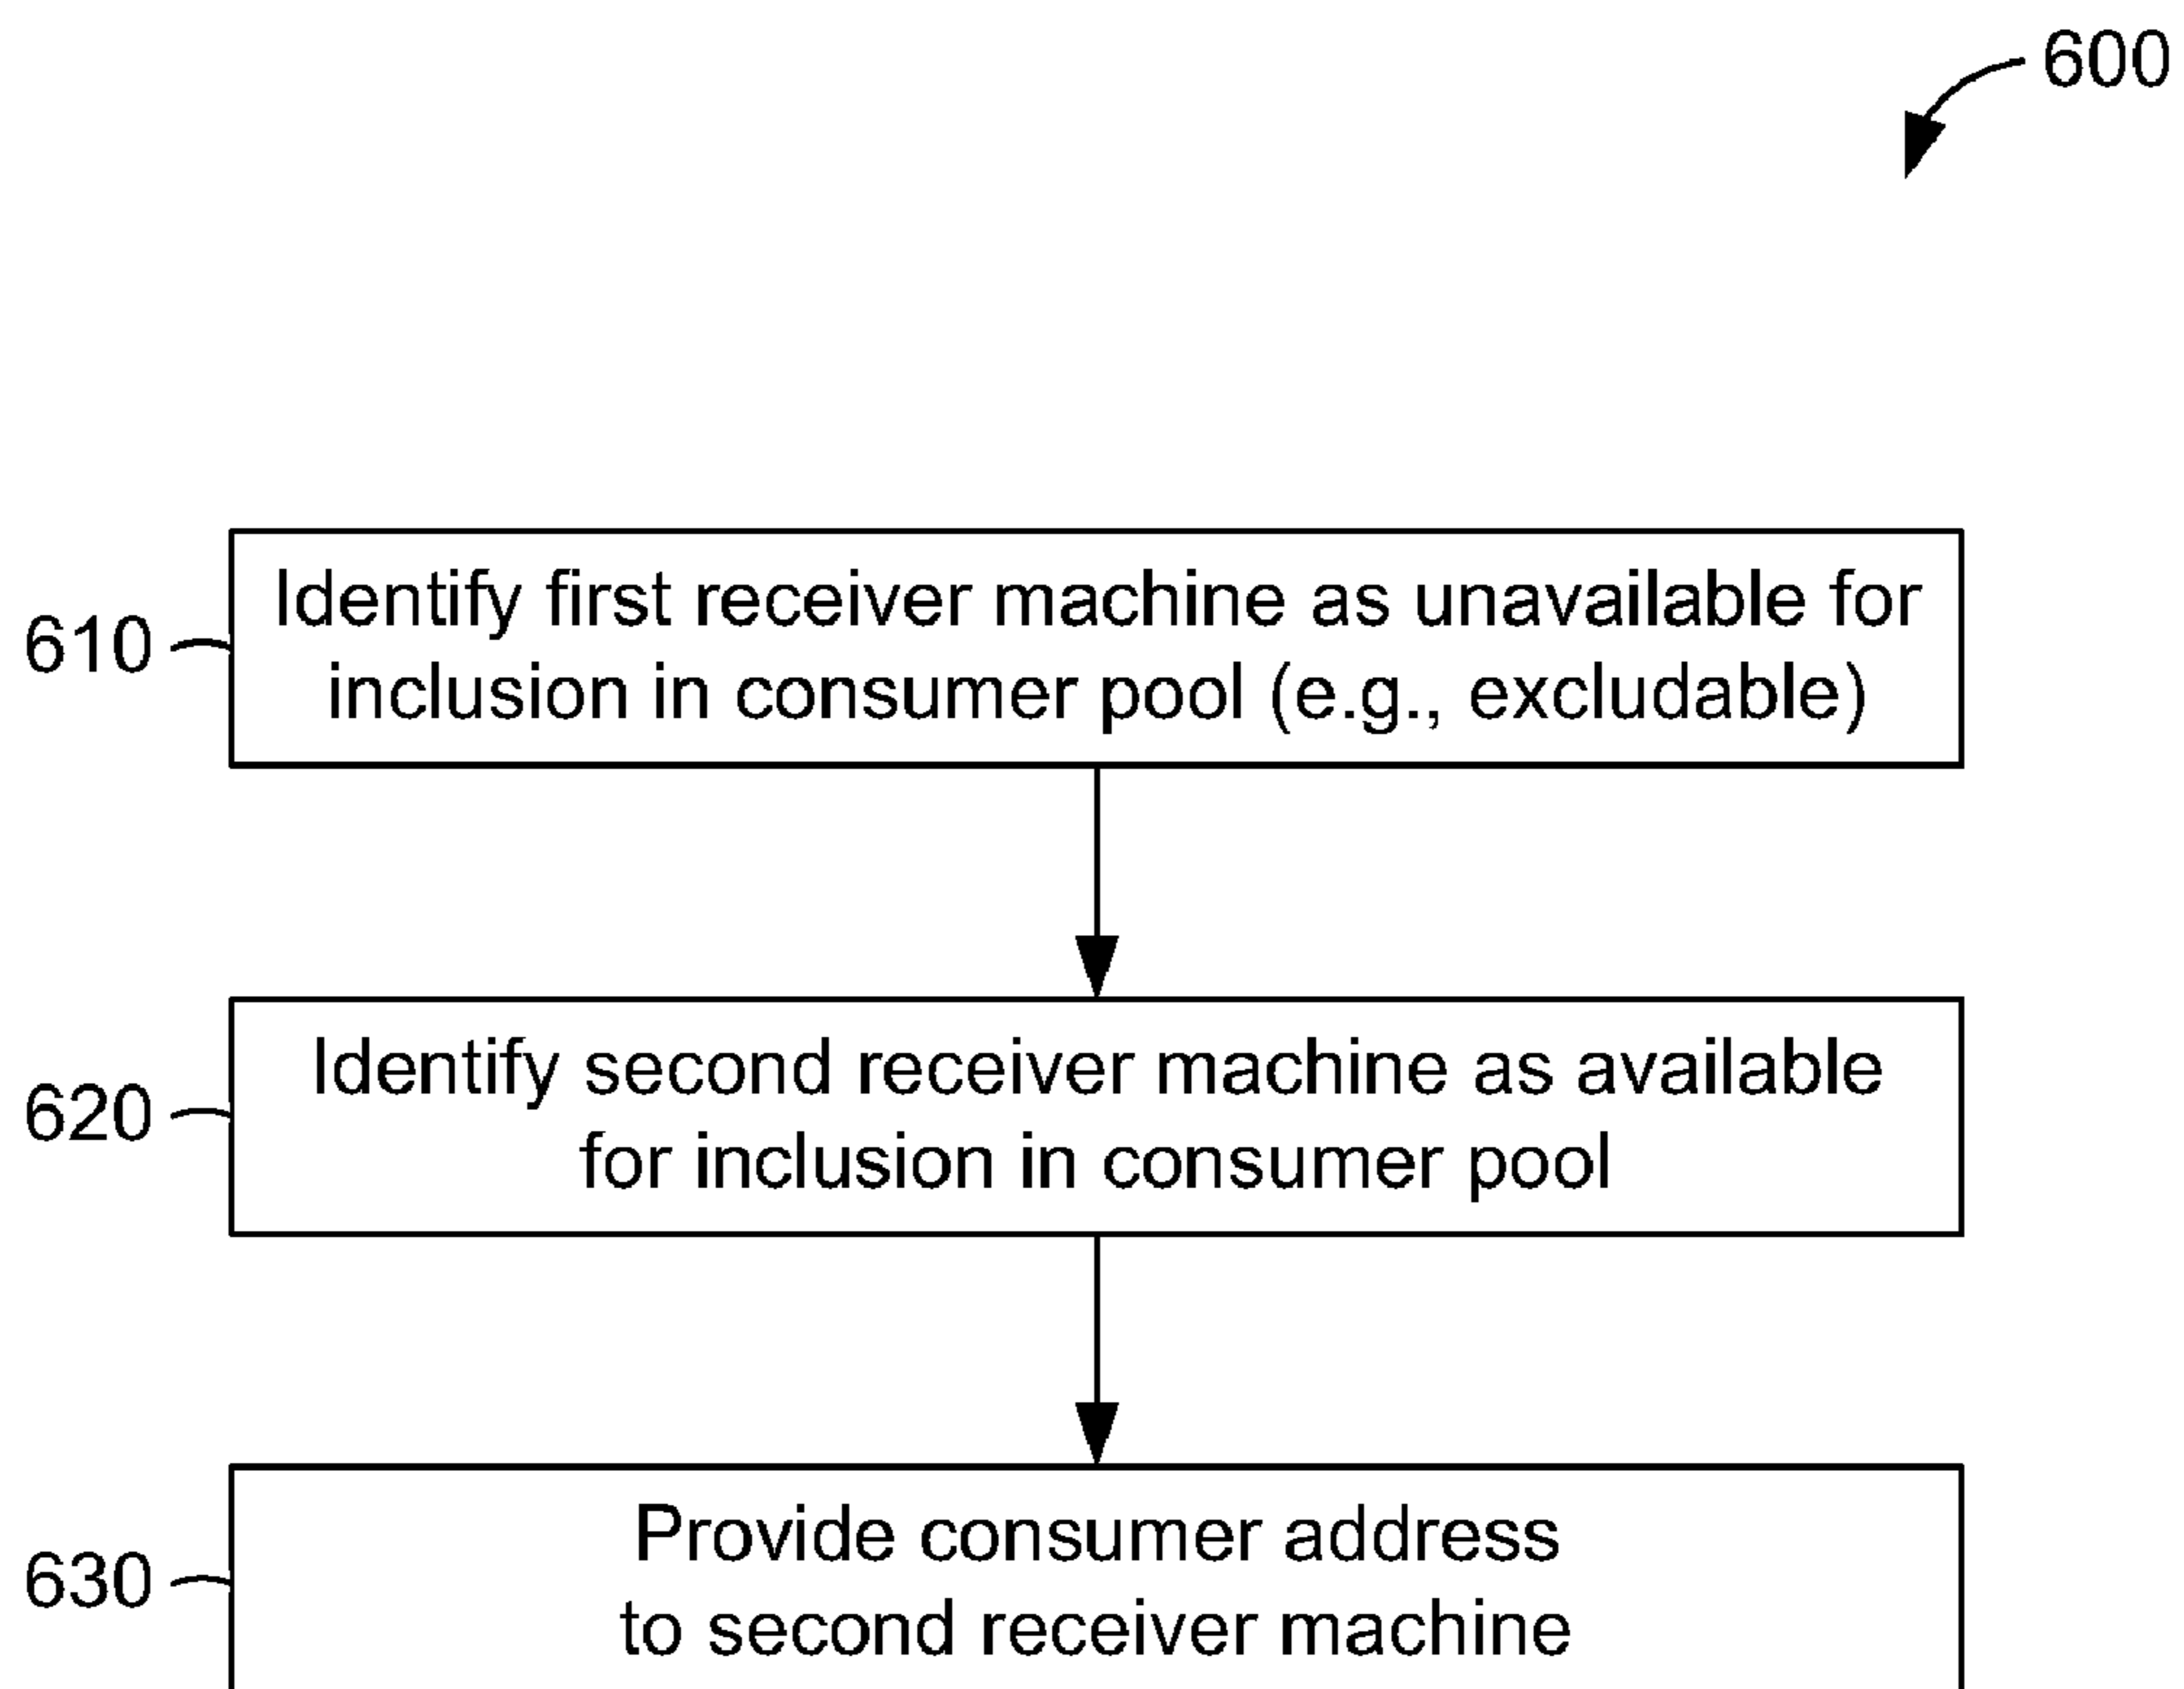 600
610
Identify first receiver machine as unavailable for
inclusion in consumer pool (e.g., excludable)
620
Identify second receiver machine as available
for inclusion in consumer pool
630
Provide consumer address
to second receiver machine